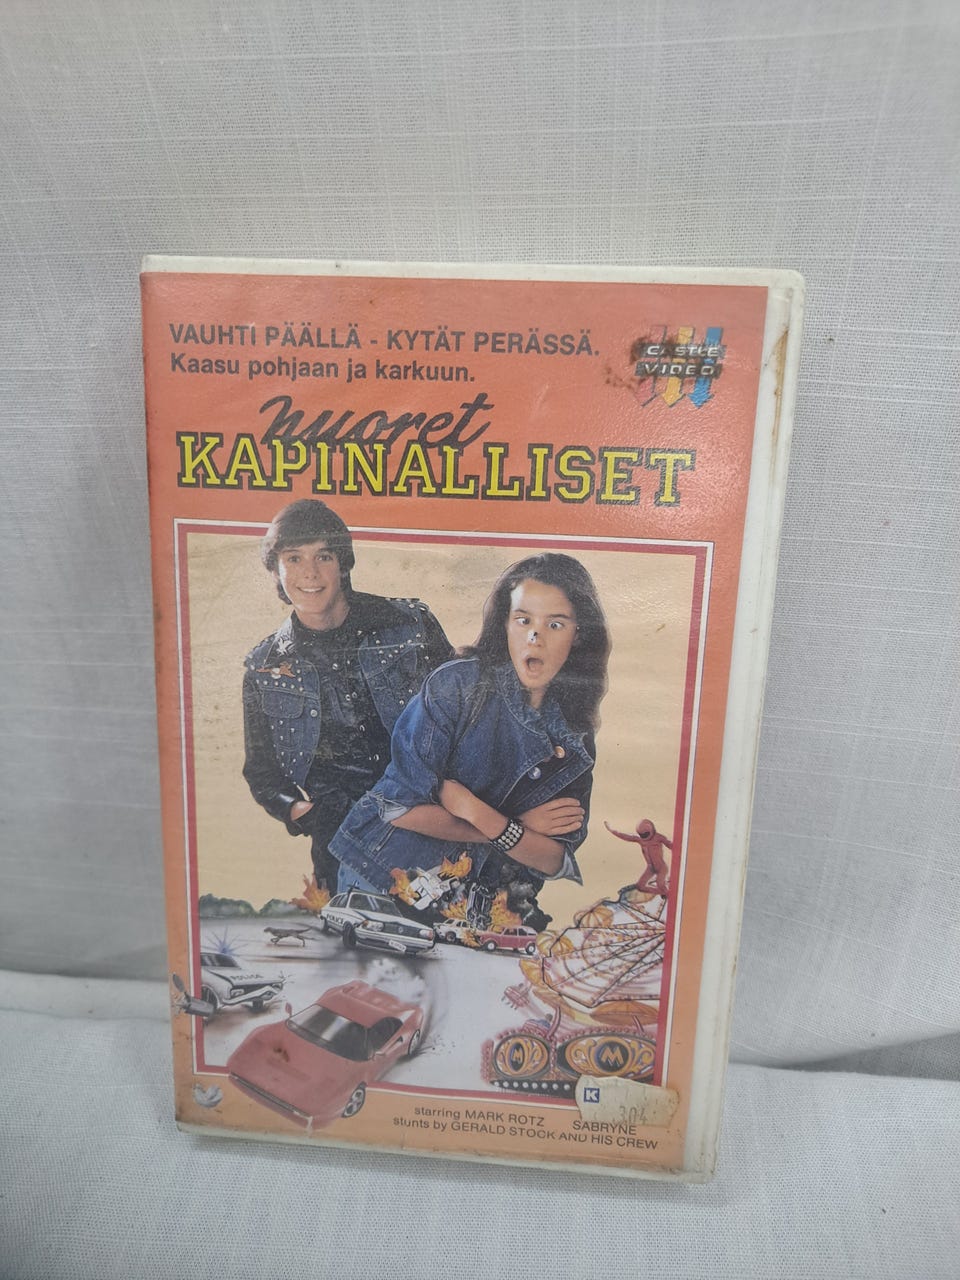 VAUHTI PÄÄLLÄ - KYTÄT PERÄSSÄ.
Kaasu pohjaan ja karkuun.
CASTLE
VIDEO
nuoret
KAPINALLISET
POLICE
POLICE
M
M
K
304
starring MARK ROTZ SABRYNE
stunts by GERALD STOCK AND HIS CREW